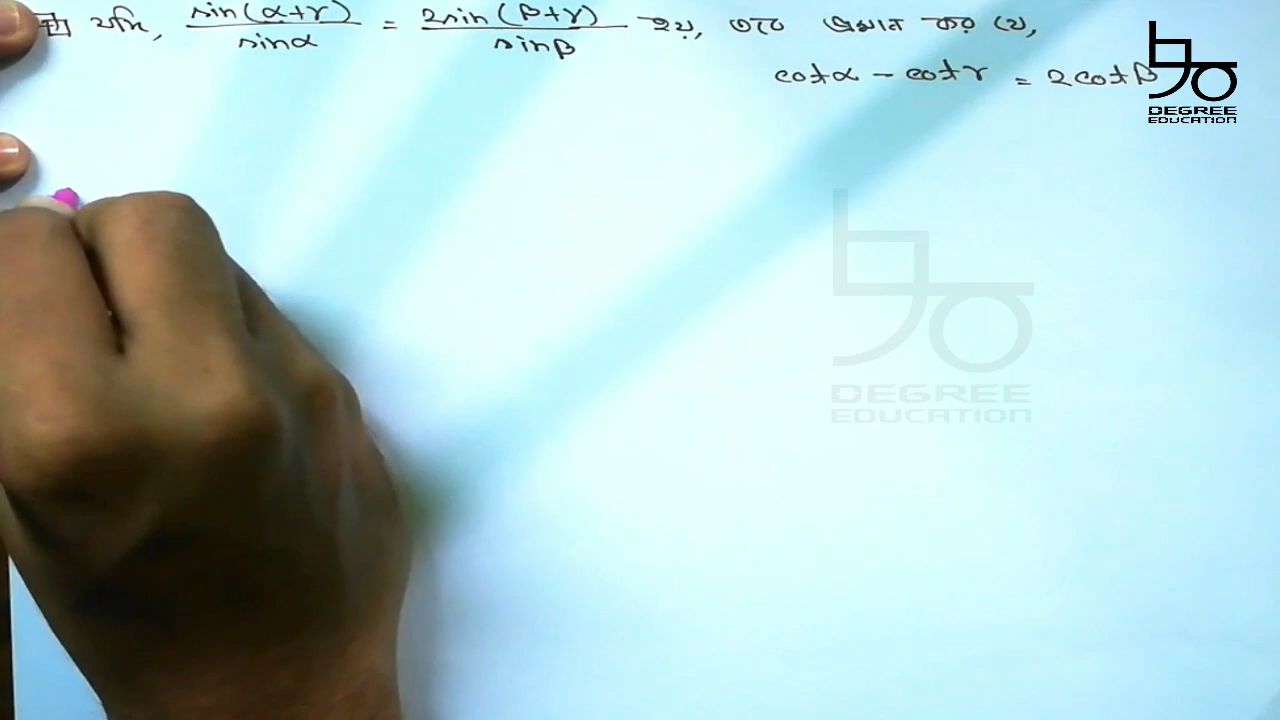 যদি, sin(α+γ)/sinα = 2sin(β+γ)/sinβ হয়, তবে প্রমাণ কর যে,
cotα − cotγ = 2cotβ
DEGREE
EDUCATION
DEGREE
EDUCATION